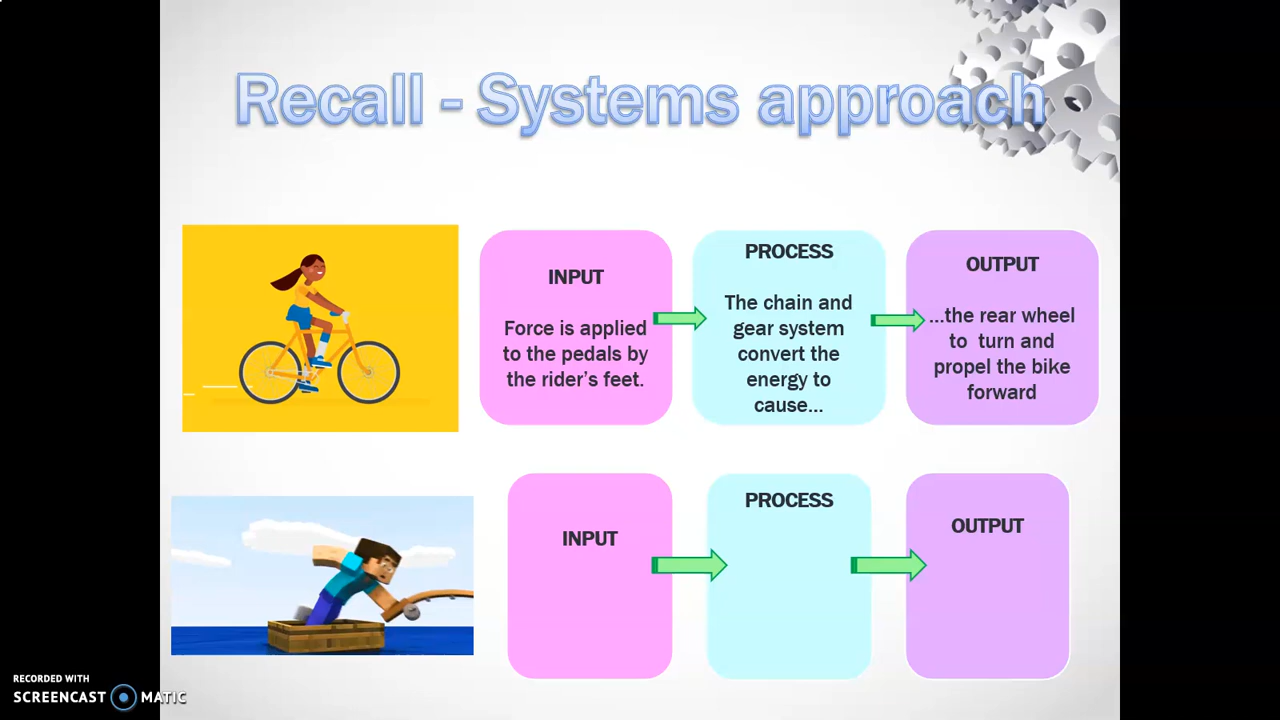 Recall - Systems approach
INPUT
Force is applied
to the pedals by
the rider's feet.
PROCESS
The chain and
gear system
convert the
energy to
cause...
OUTPUT
...the rear wheel
to turn and
propel the bike
forward
INPUT
PROCESS
OUTPUT
RECORDED WITH
SCREENCAST MATIC